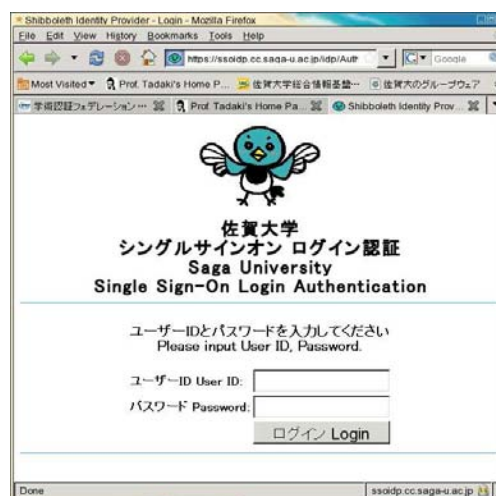 Shibboleth Identity Provider - Login - Mozilla Firefox
File Edit View History Bookmarks Tools Help
https://ssoidp.cc.saga-u.ac.jp/idp/Auth
Google
Most Visited Prof. Tadaki's Home P... 佐賀大学総合情報基盤… 佐賀大のグループウェア
学術認証フェデレーション… Prof. Tadaki's Home Pa... Shibboleth Identity Prov...
佐賀大学
シングルサインオン ログイン認証
Saga University
Single Sign-On Login Authentication
ユーザーIDとパスワードを入力してください
Please input User ID, Password.
ユーザーID User ID:
パスワード Password:
ログイン Login
Done ssoidp.cc.saga-u.ac.jp